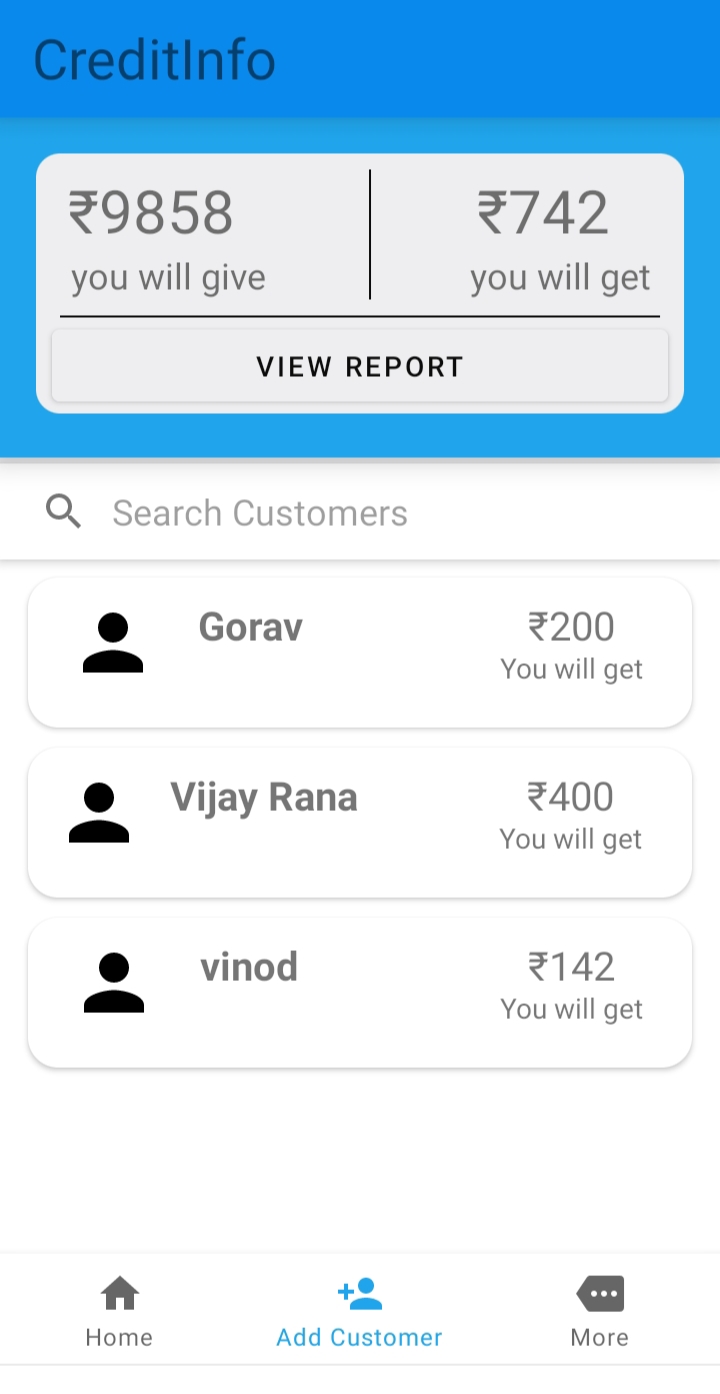 CreditInfo
₹9858 ₹742
you will give you will get
VIEW REPORT
Search Customers
Gorav ₹200
You will get
Vijay Rana ₹400
You will get
vinod ₹142
You will get
Home Add Customer More